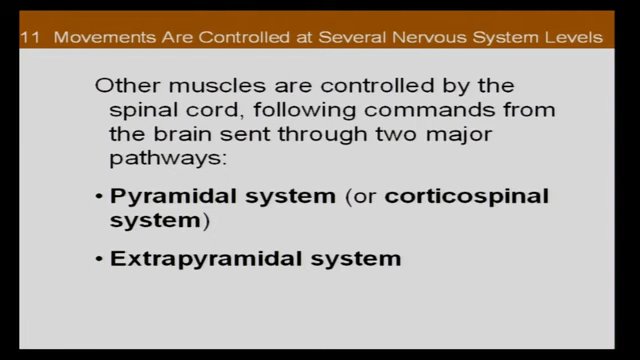 11 Movements Are Controlled at Several Nervous System Levels
Other muscles are controlled by the
spinal cord, following commands from
the brain sent through two major
pathways:
• Pyramidal system (or corticospinal
system)
• Extrapyramidal system